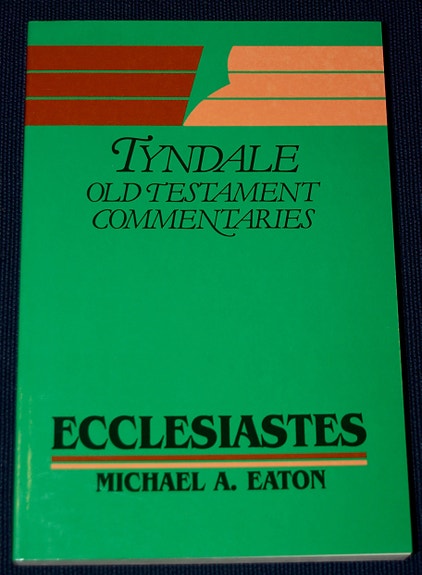 TYNDALE
OLD TESTAMENT
COMMENTARIES
ECCLESIASTES
MICHAEL A. EATON